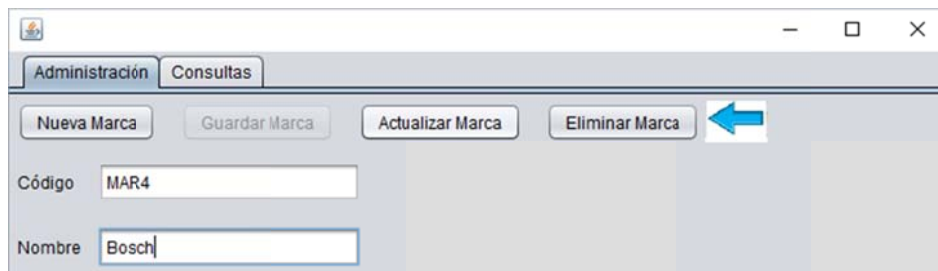 Administración Consultas
Nueva Marca Guardar Marca Actualizar Marca Eliminar Marca
Código MAR4
Nombre Bosch